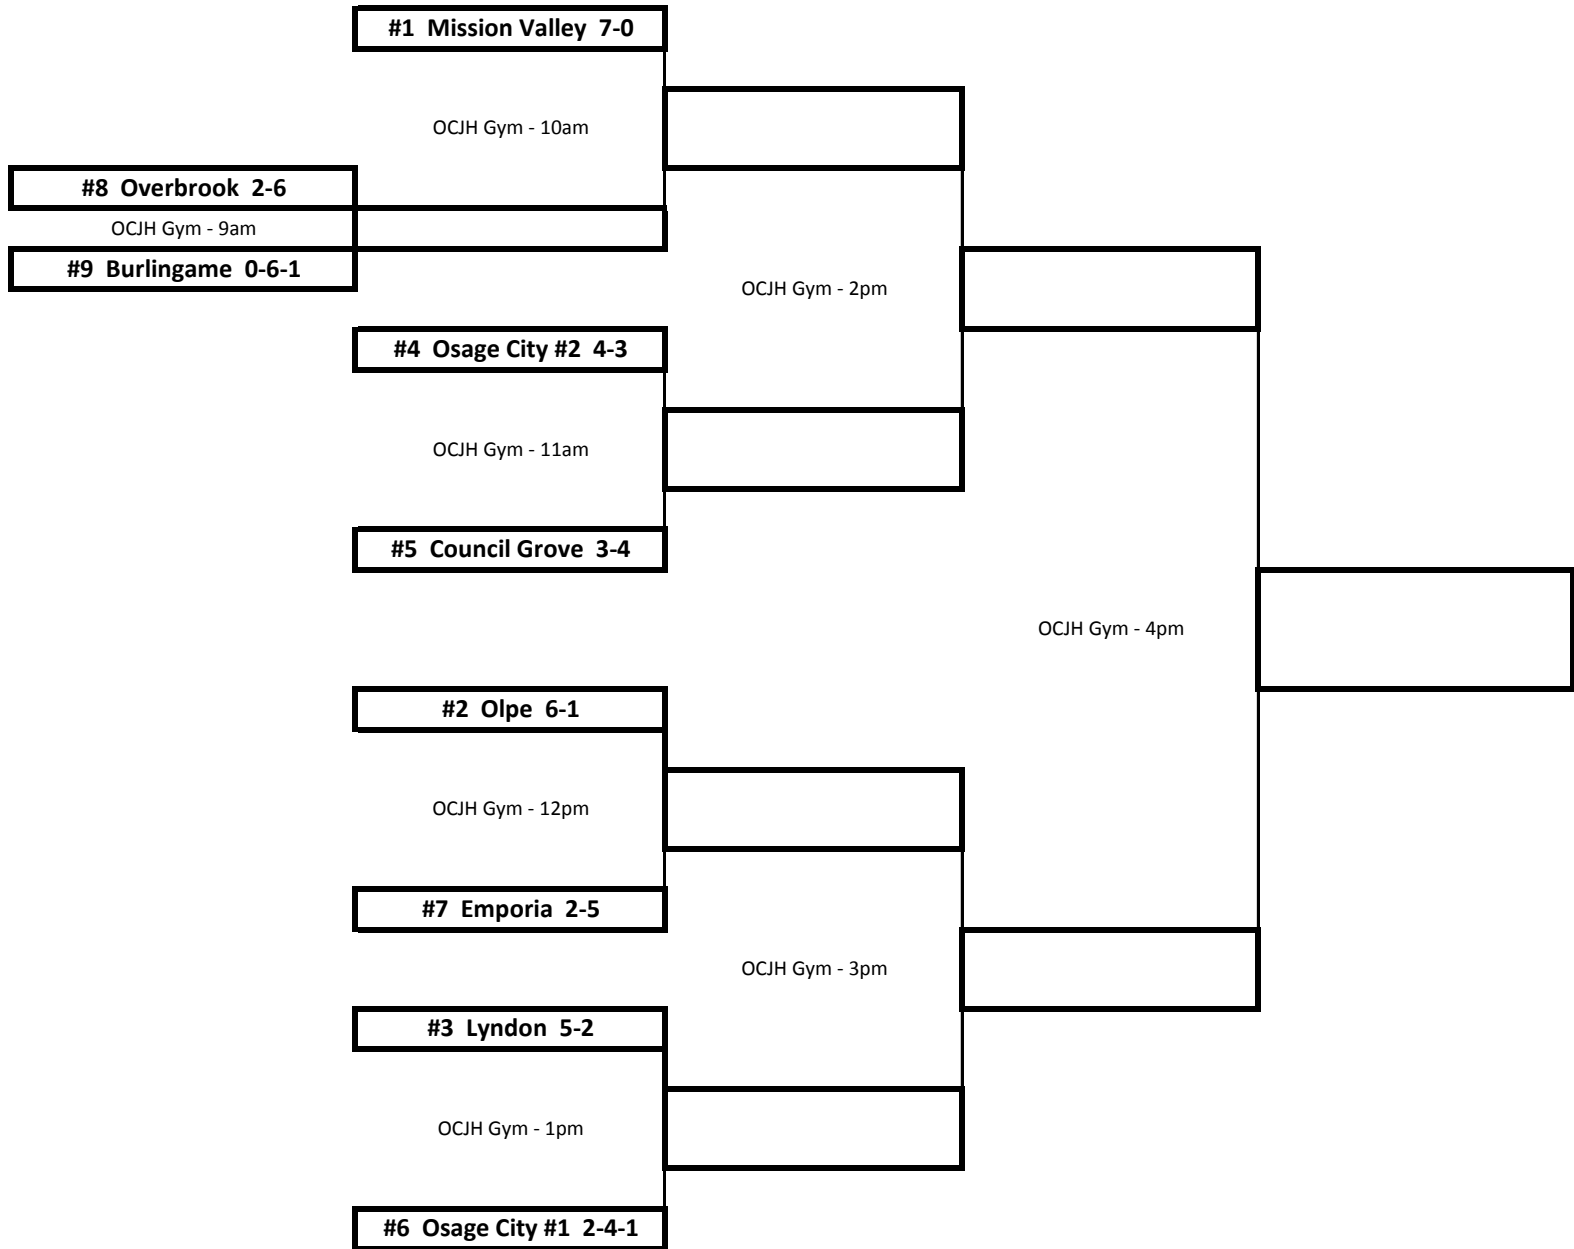 #1 Mission Valley 7-0
OCJH Gym - 10am
#8 Overbrook 2-6
OCJH Gym - 9am
#9 Burlingame 0-6-1
OCJH Gym - 2pm
#4 Osage City #2 4-3
OCJH Gym - 11am
#5 Council Grove 3-4
OCJH Gym - 4pm
#2 Olpe 6-1
OCJH Gym - 12pm
#7 Emporia 2-5
OCJH Gym - 3pm
#3 Lyndon 5-2
OCJH Gym - 1pm
#6 Osage City #1 2-4-1